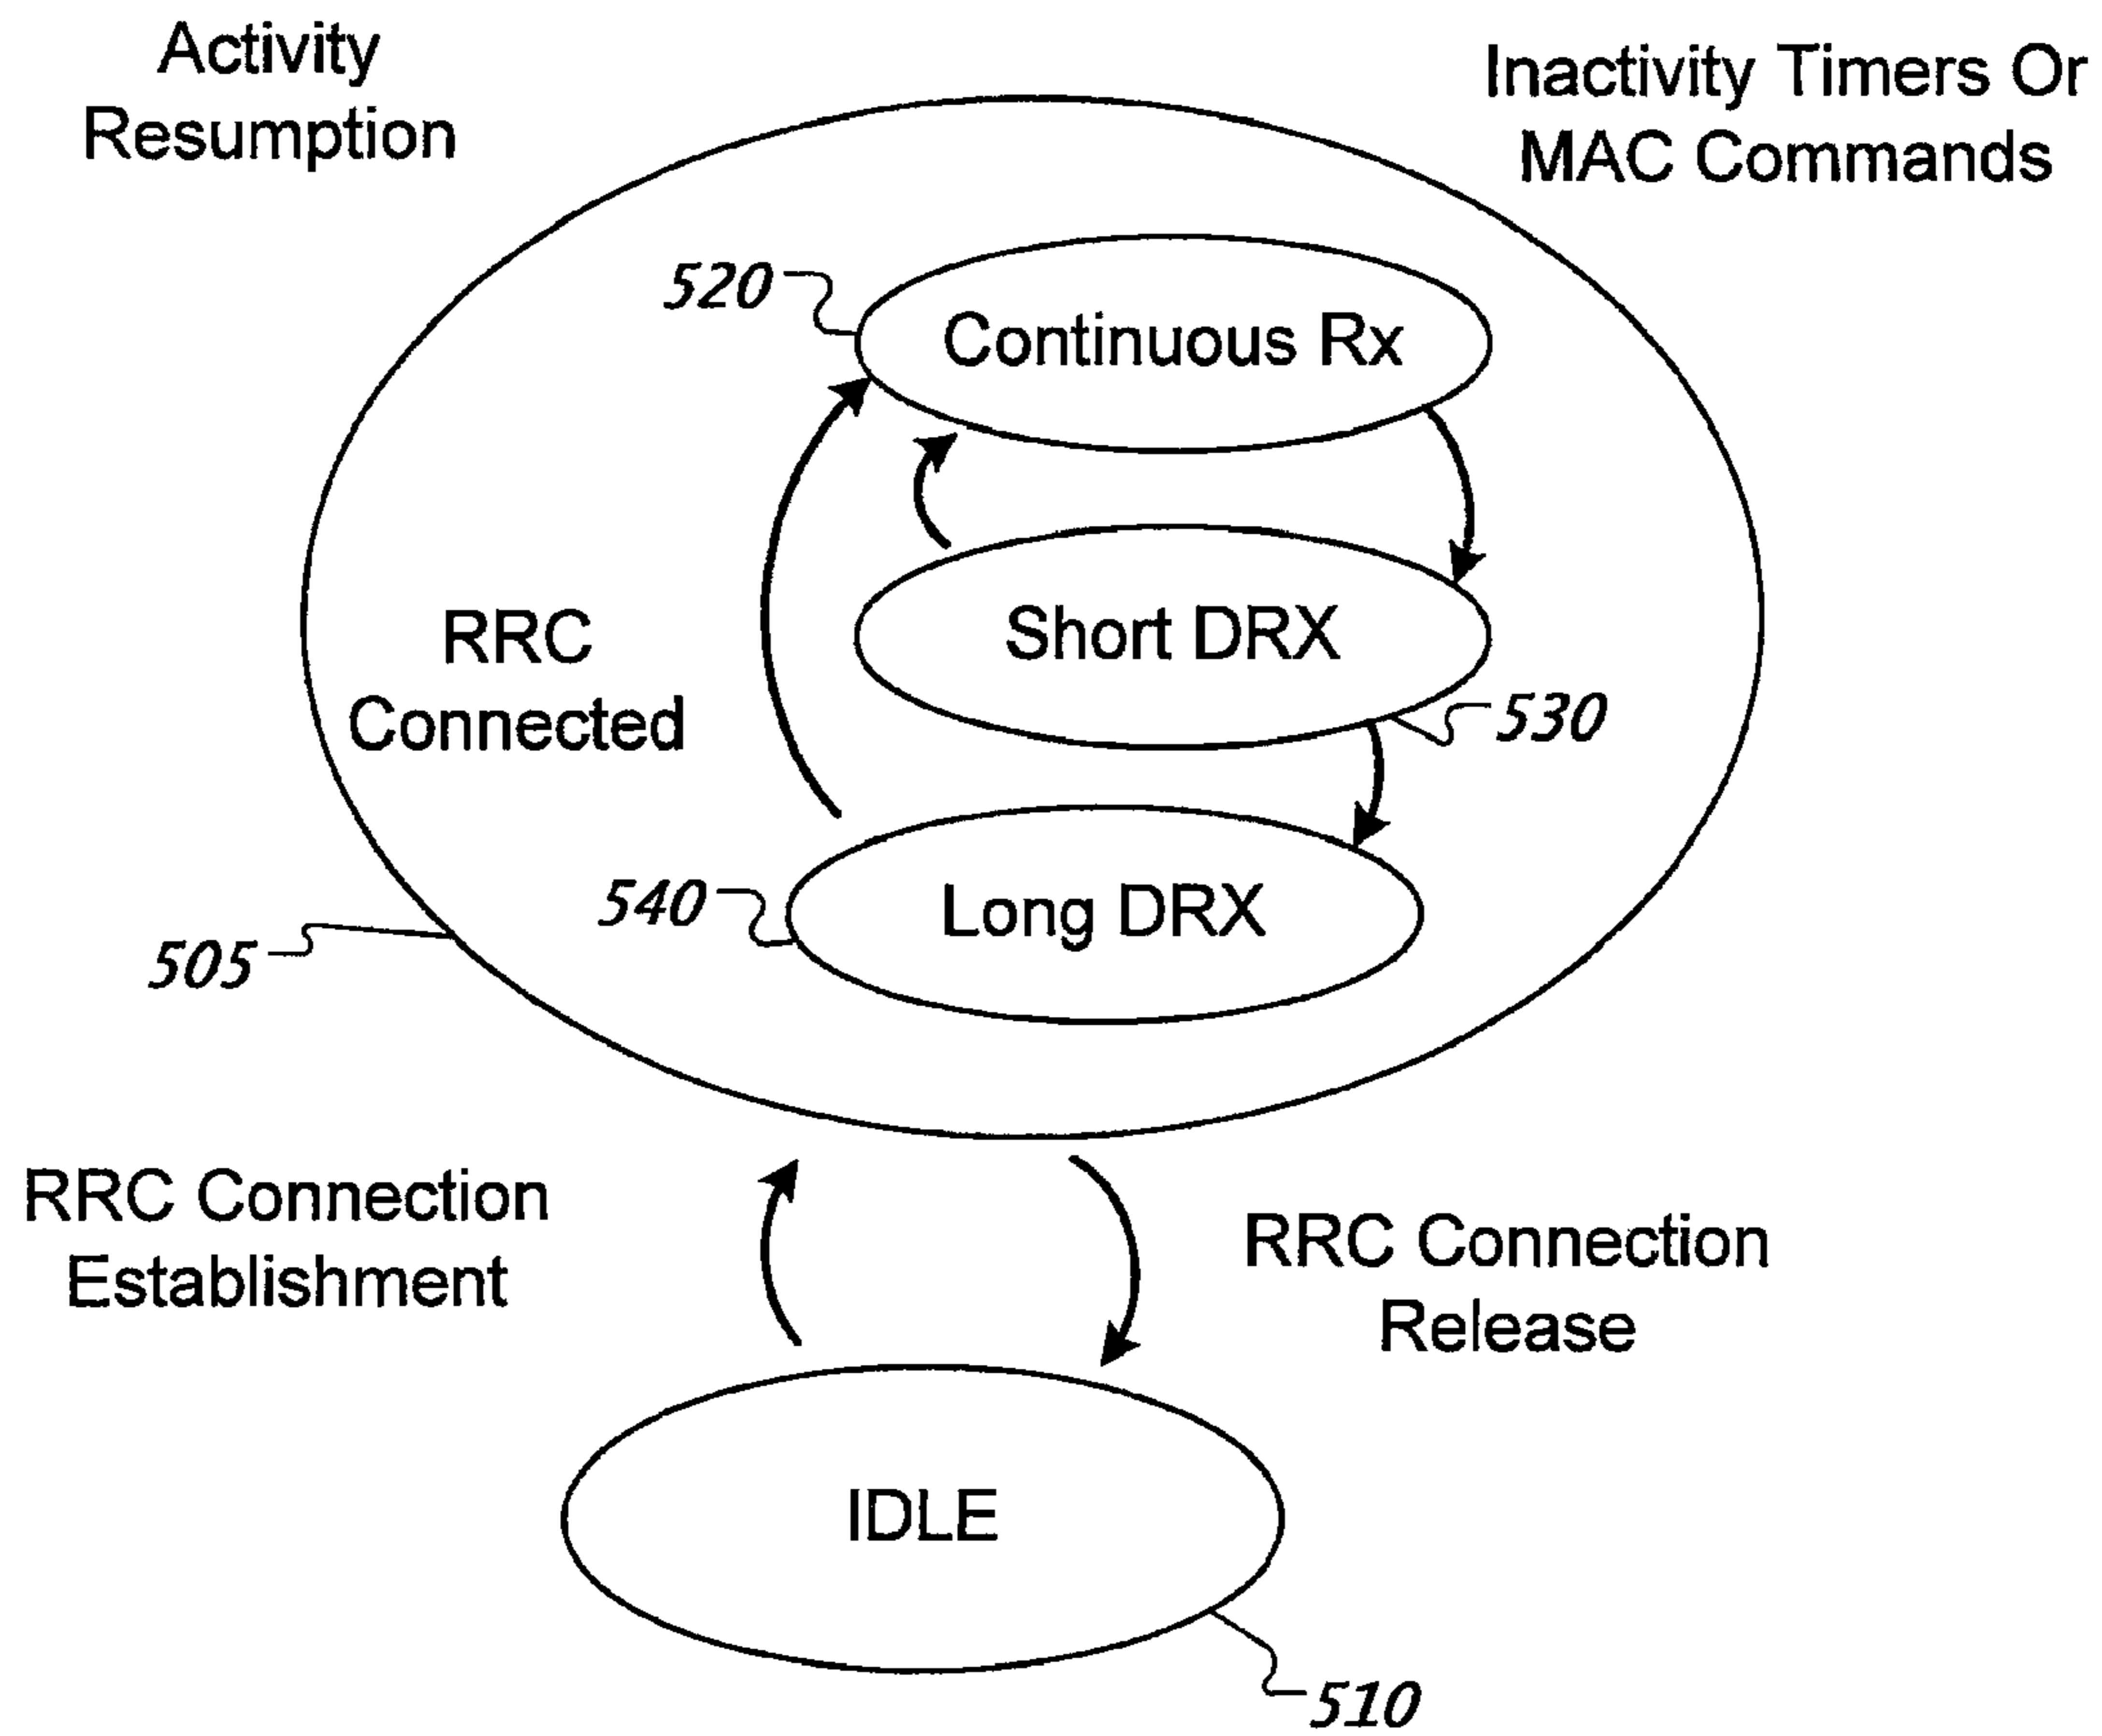 Activity
Resumption
Inactivity Timers Or
MAC Commands
520
Continuous Rx
RRC
Connected
Short DRX
530
540
Long DRX
505
RRC Connection
Establishment
RRC Connection
Release
IDLE
510